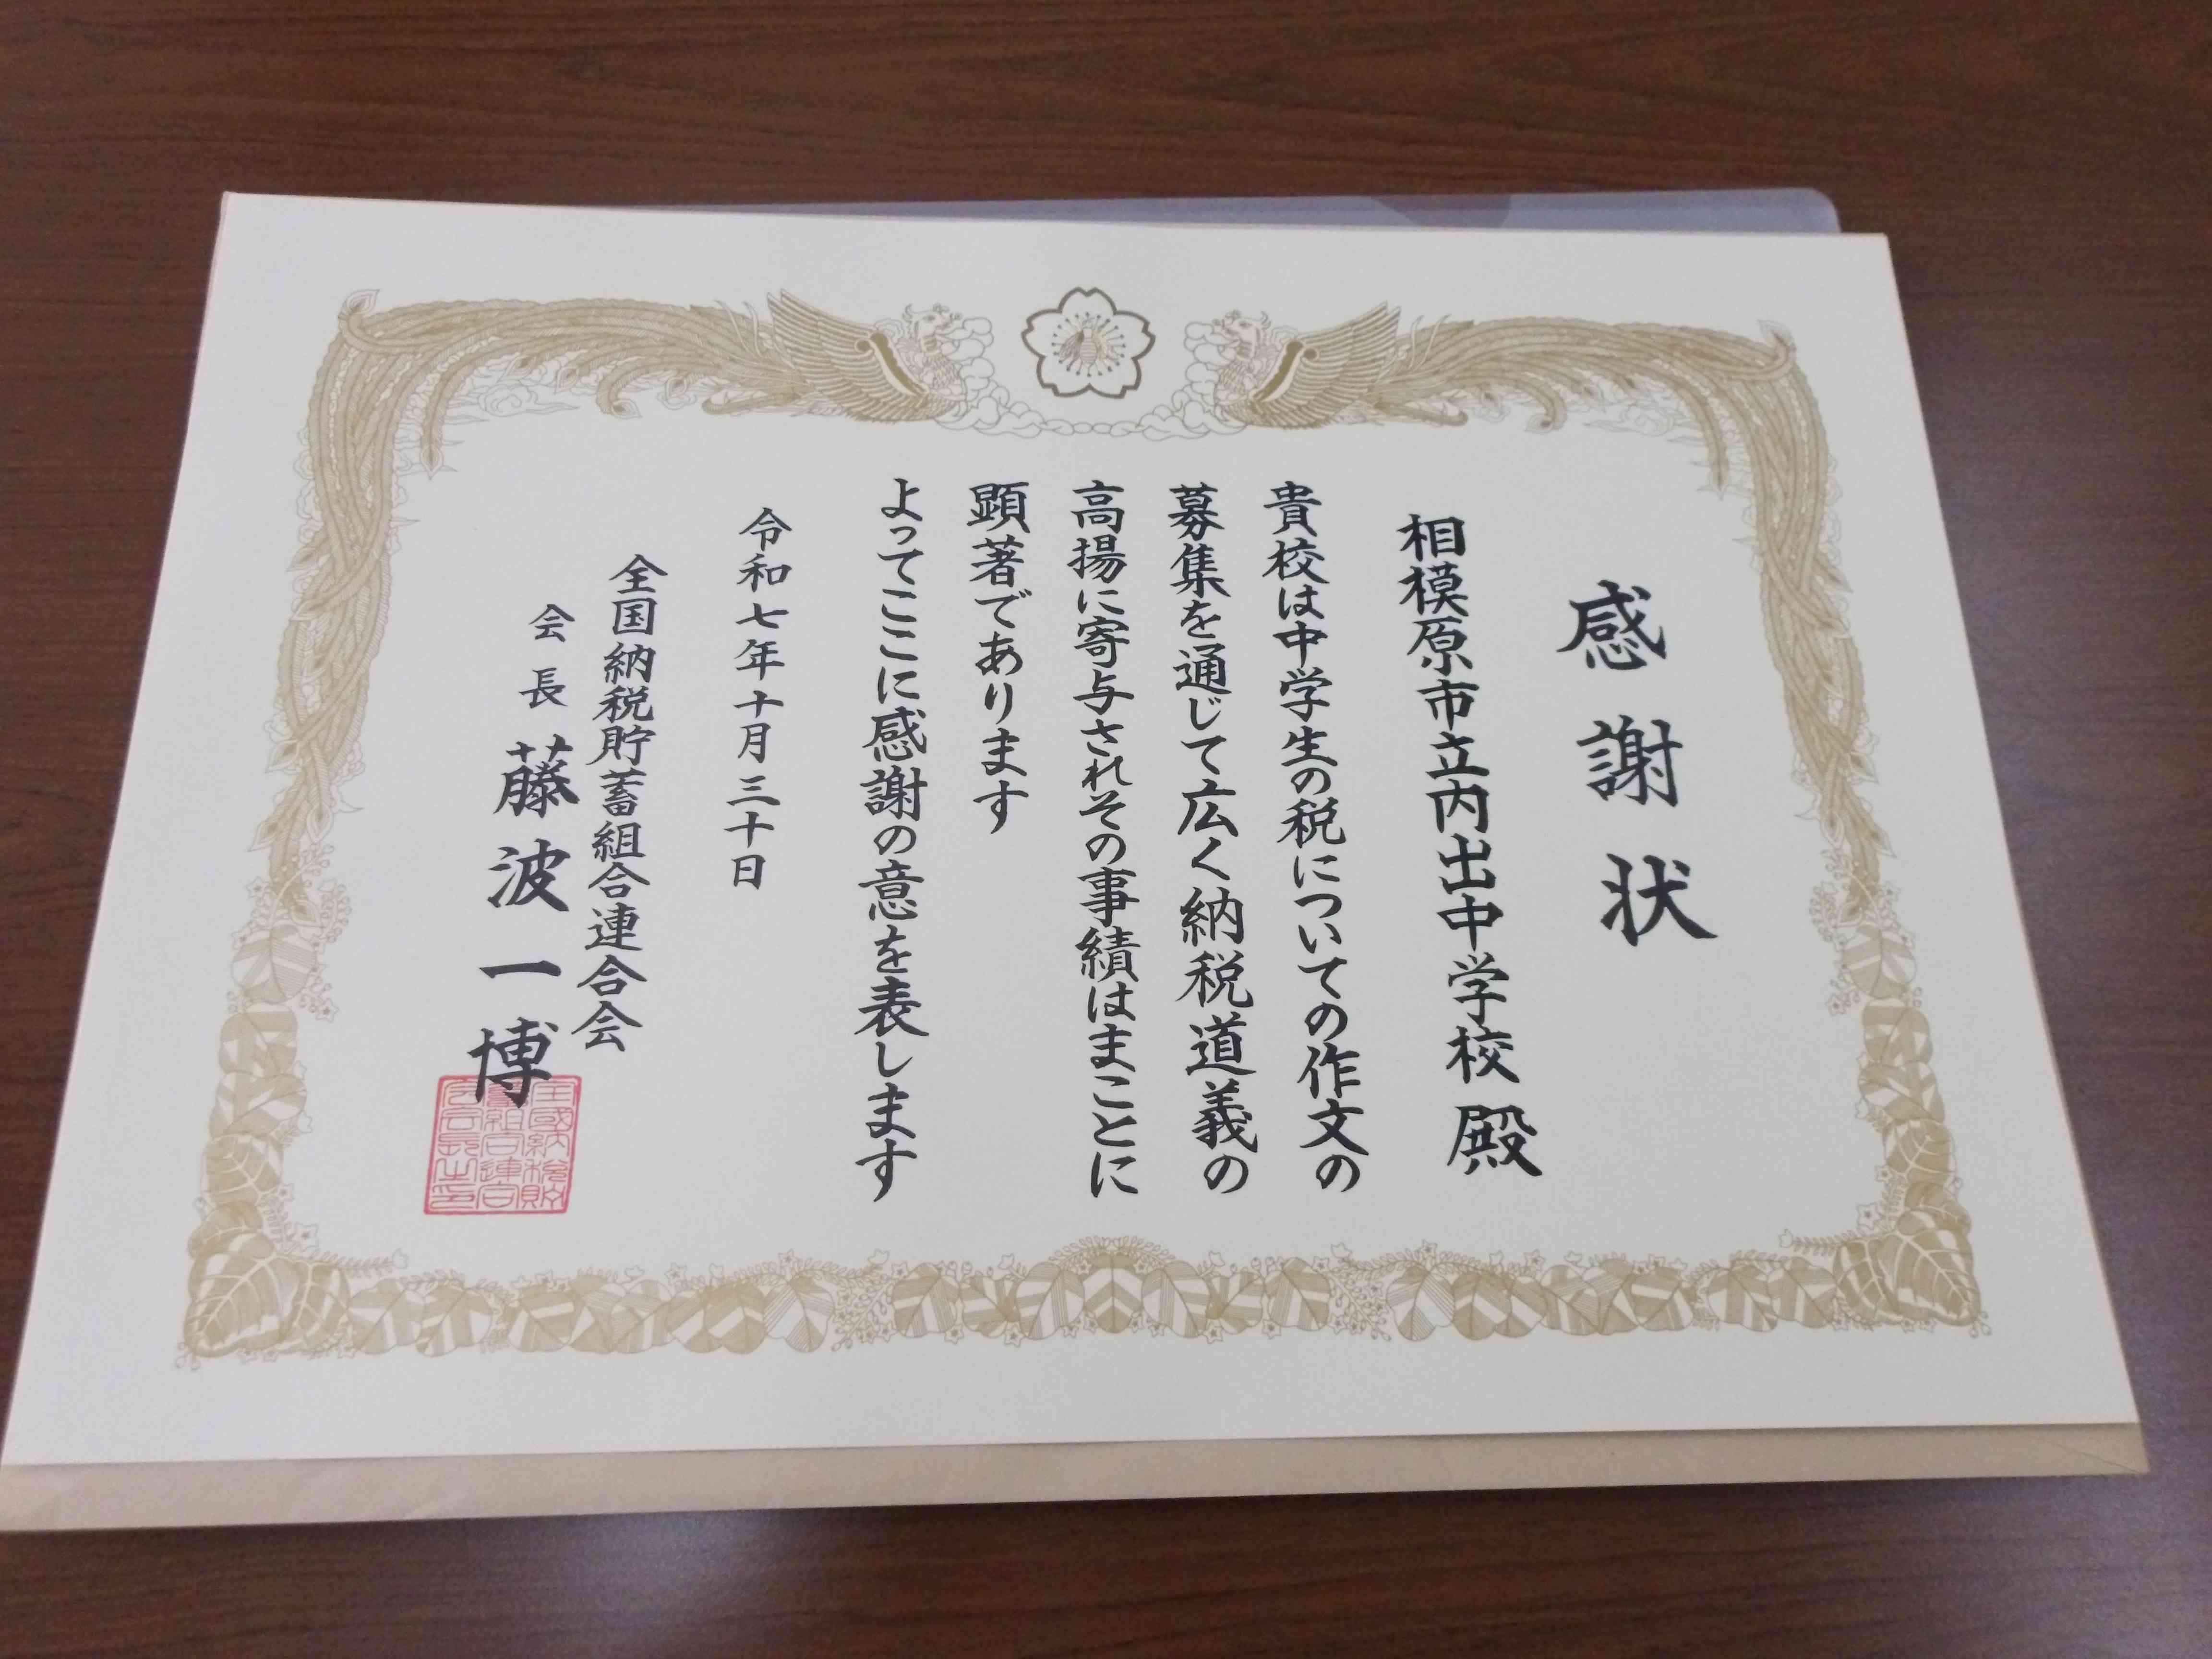 感謝状
相模原市立内出中学校 殿
貴校は中学生の税についての作文の
募集を通じて広く納税道義の
高揚に寄与されその事績はまことに
顕著であります
よってここに感謝の意を表します
令和七年十月三十日
全国納税貯蓄組合連合会
会長 藤波一博